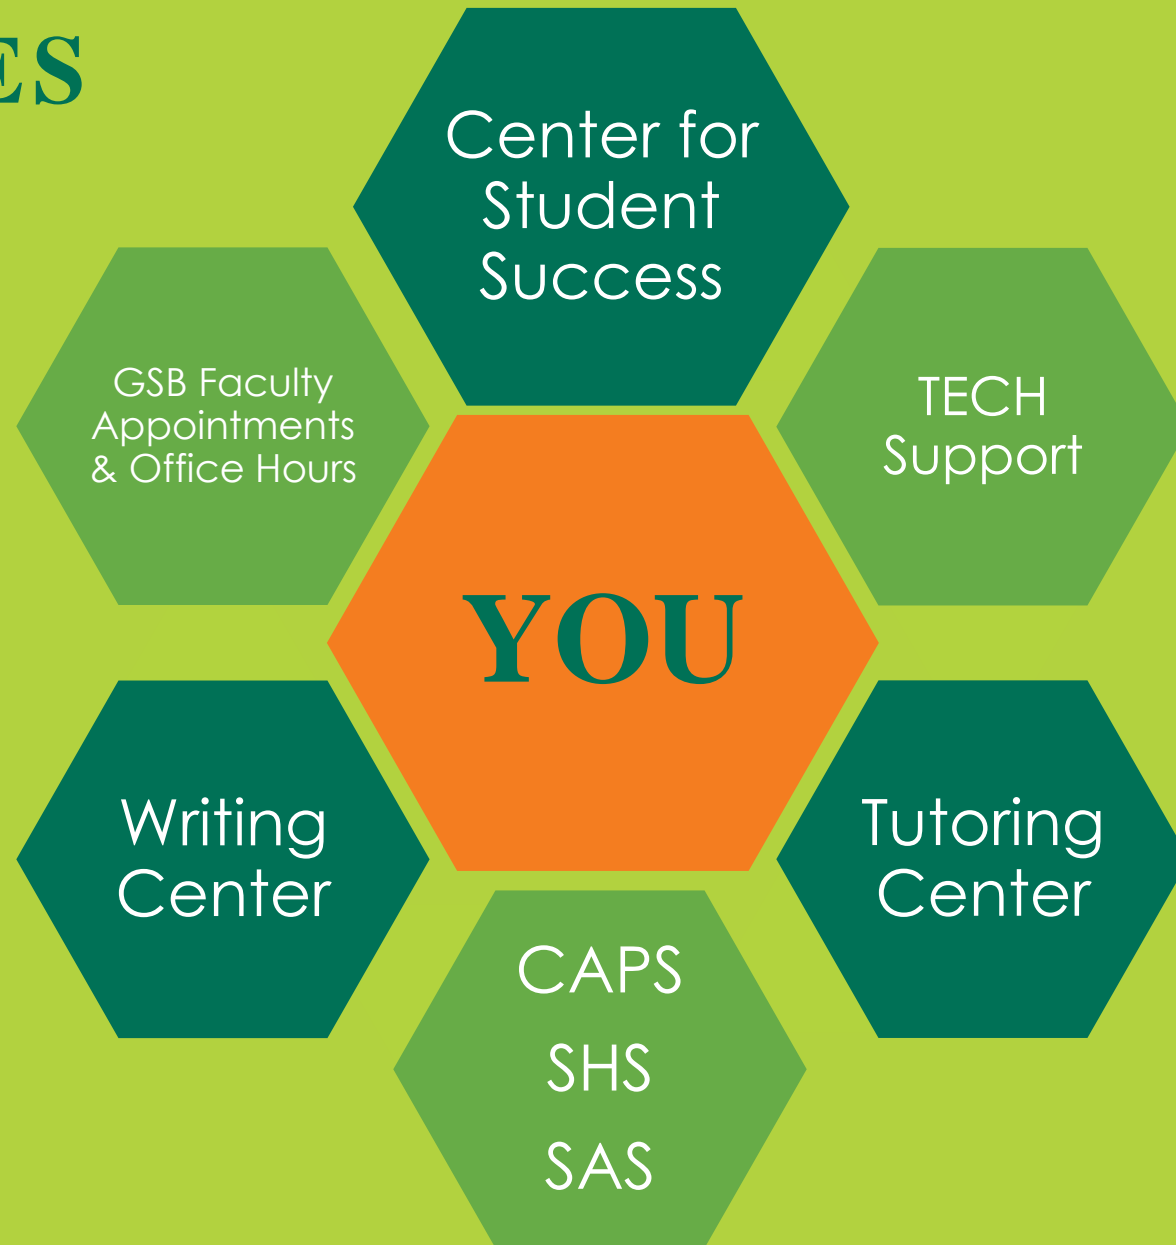 ES
Center for
Student
Success
GSB Faculty
Appointments
& Office Hours
TECH
Support
YOU
Writing
Center
Tutoring
Center
CAPS
SHS
SAS